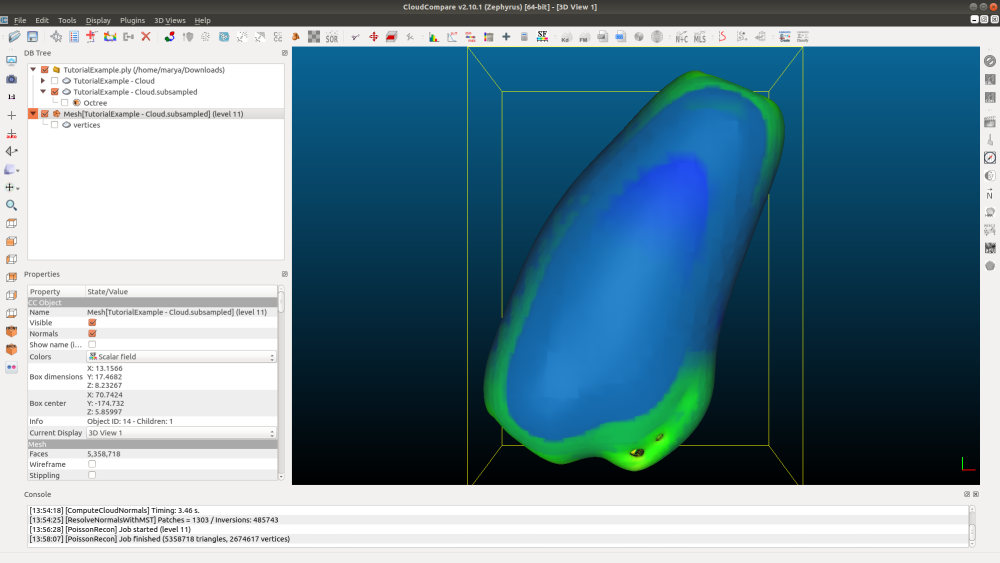 CloudCompare v2.10.1 (Zephyrus) [64-bit] - [3D View 1]
File Edit Tools Display Plugins 3D Views Help
SOR
SF
Kd
FM
N+C
MLS
DB Tree
TutorialExample.ply (/home/marya/Downloads)
TutorialExample - Cloud
TutorialExample - Cloud.subsampled
Octree
Mesh[TutorialExample - Cloud.subsampled] (level 11)
vertices
1:1
N
Properties
Property State/Value
CC Object
Name Mesh[TutorialExample - Cloud.subsampled] (level 11)
Visible
Normals
Show name (i...
Colors Scalar field
Box dimensions X: 13.1566
Y: 17.4682
Z: 8.23267
Box center X: 70.7424
Y: -174.732
Z: 5.85997
Info Object ID: 14 - Children: 1
Current Display 3D View 1
Mesh
Faces 5,358,718
Wireframe
Stippling
Console
[13:54:18] [ComputeCloudNormals] Timing: 3.46 s.
[13:54:25] [ResolveNormalsWithMST] Patches = 1303 / Inversions: 485743
[13:56:28] [PoissonRecon] Job started (level 11)
[13:58:07] [PoissonRecon] Job finished (5358718 triangles, 2674617 vertices)